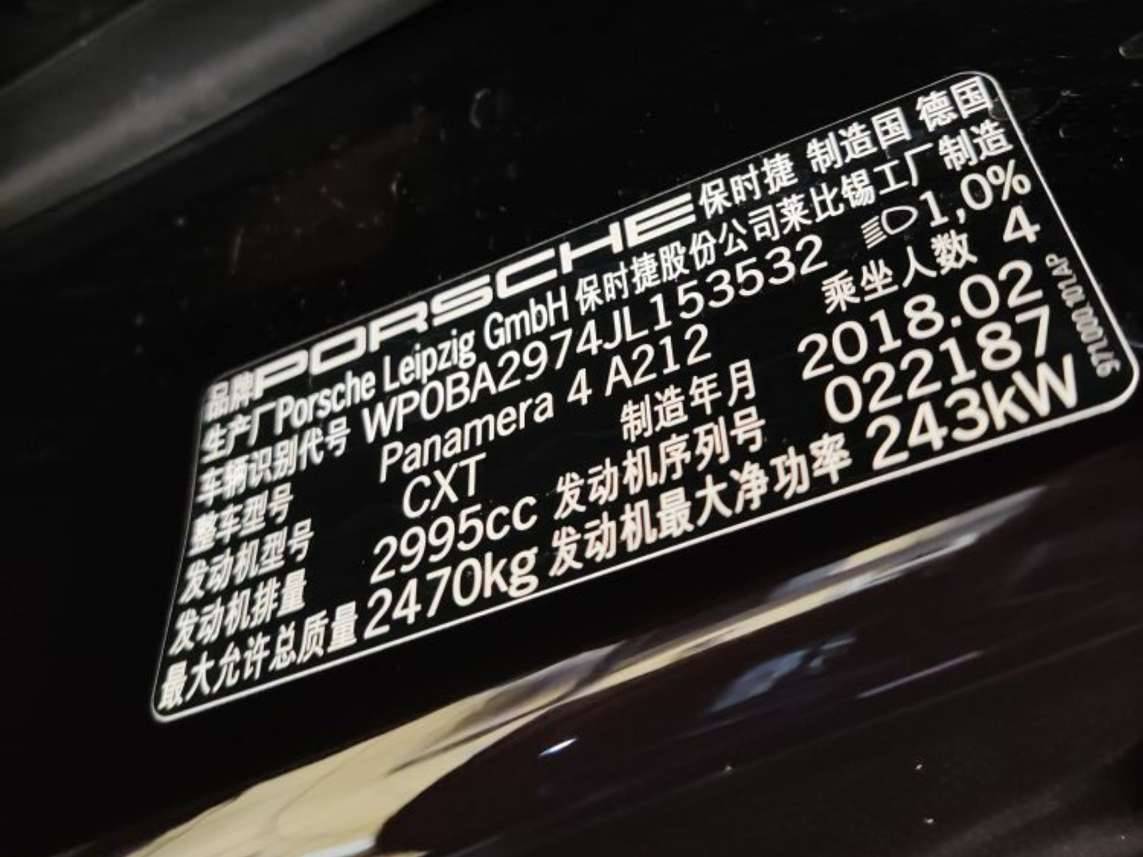 品牌 PORSCHE 保时捷 制造国 德国
生产厂 Porsche Leipzig GmbH 保时捷股份公司莱比锡工厂制造
车辆识别代号 WP0BA2974JL153532 1,0%
整车型号 Panamera 4 A212 乘坐人数 4
发动机型号 CXT 制造年月 2018.02
发动机排量 2995cc 发动机序列号 022187
最大允许总质量 2470kg 发动机最大净功率 243kW
971.000.101.AP